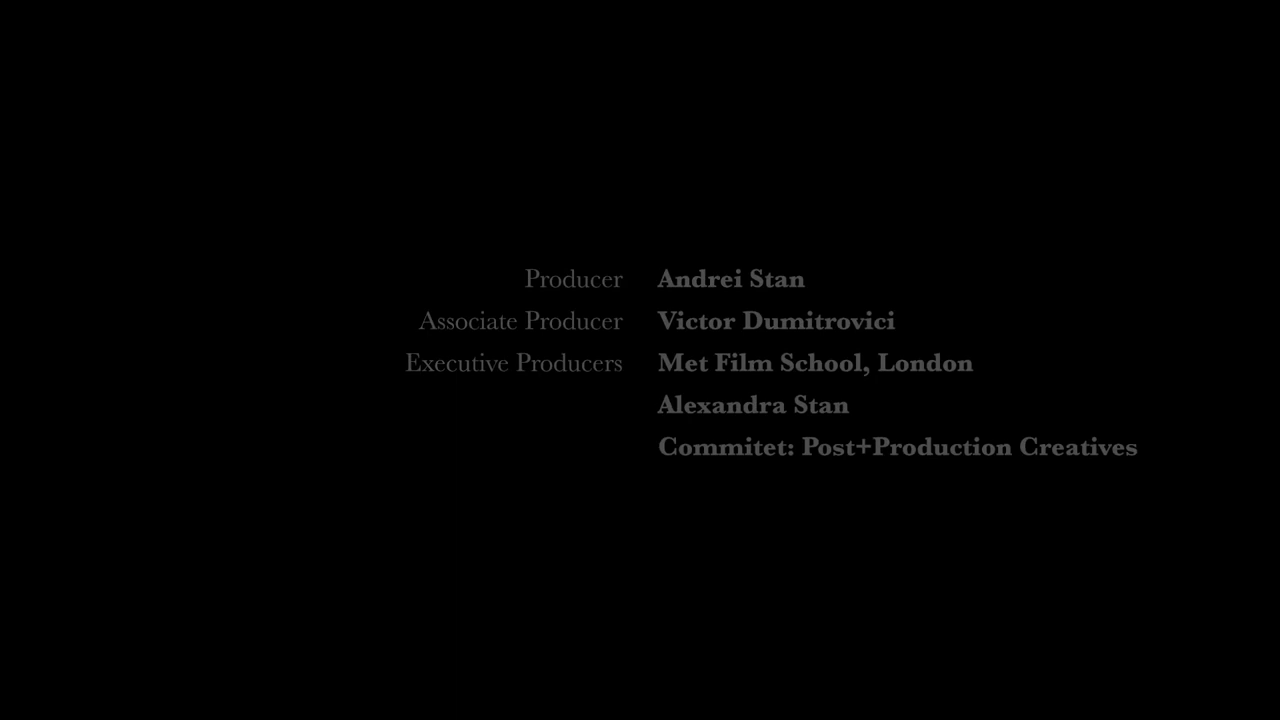 Producer Andrei Stan
Associate Producer Victor Dumitrovici
Executive Producers Met Film School, London
Alexandra Stan
Commitet: Post+Production Creatives